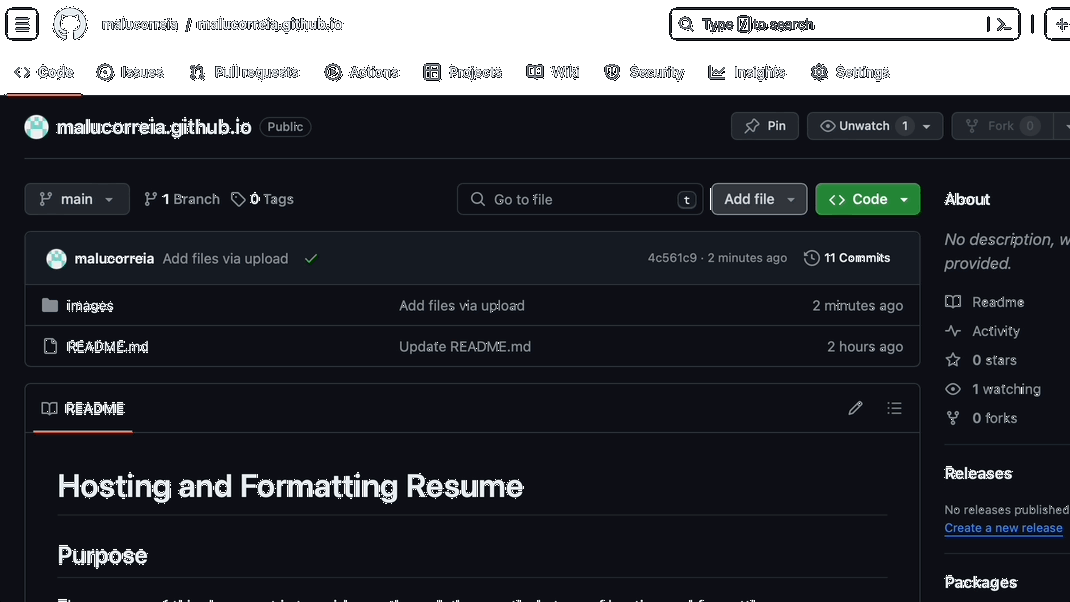 malucorreia / malucorreia.github.io
Type / to search
Code Issues Pull requests Actions Projects Wiki Security Insights Settings
malucorreia.github.io Public
Pin Unwatch 1 Fork 0
main 1 Branch 0 Tags
Go to file t Add file Code
About
malucorreia Add files via upload
4c561c9 · 2 minutes ago 11 Commits
No description, w
provided.
images Add files via upload 2 minutes ago
README.md Update README.md 2 hours ago
Readme
Activity
0 stars
1 watching
0 forks
README
Hosting and Formatting Resume
Purpose
Releases
No releases published
Create a new release
Packages